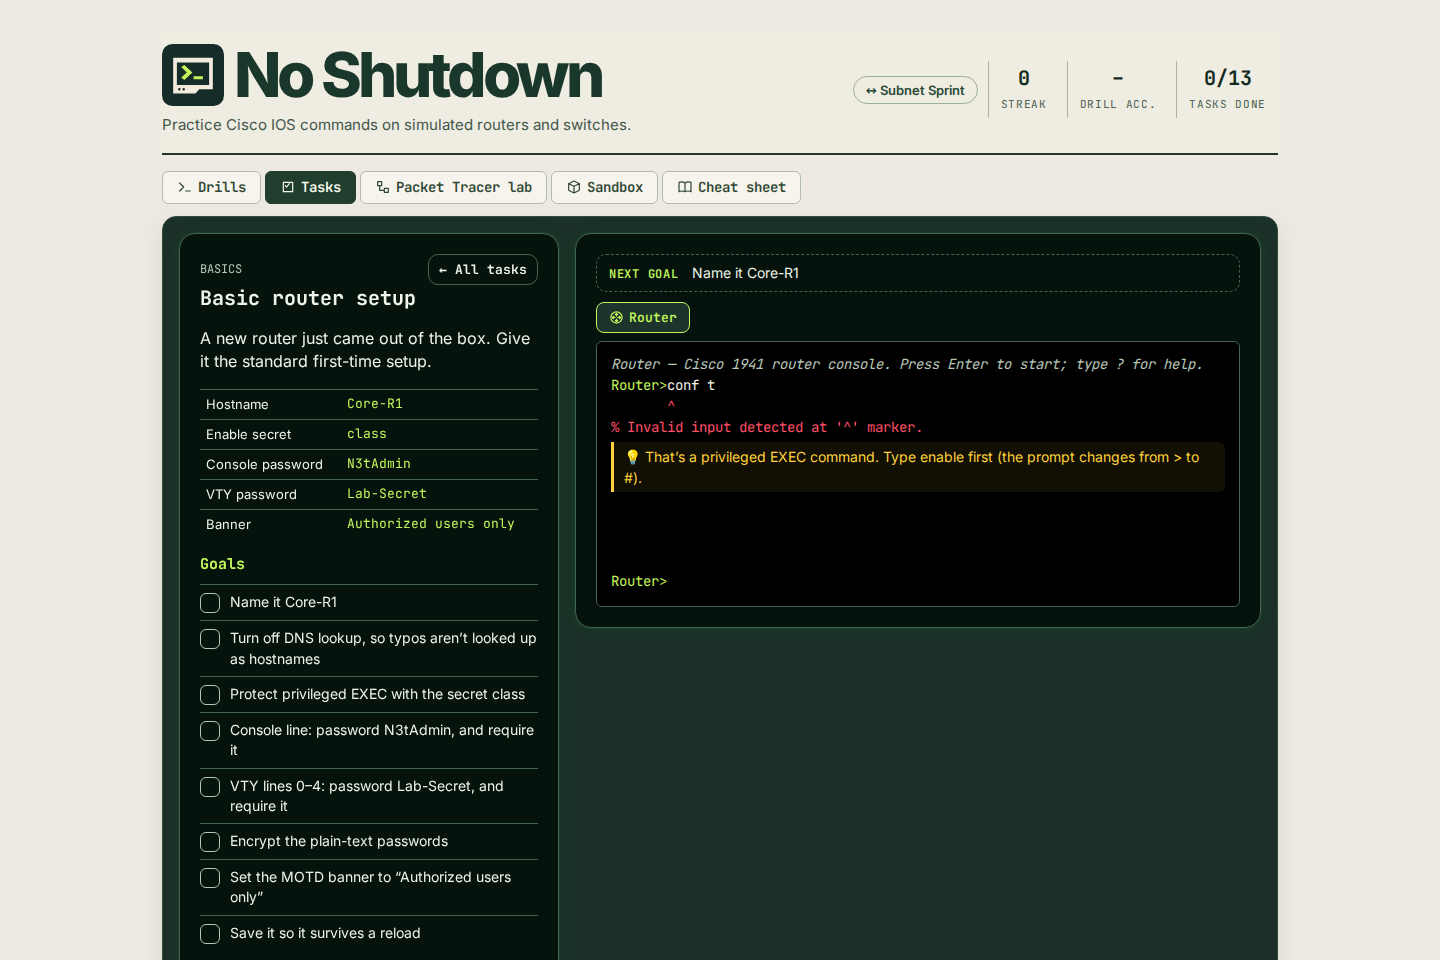 No Shutdown
Practice Cisco IOS commands on simulated routers and switches.
↔ Subnet Sprint
0
STREAK
–
DRILL ACC.
0/13
TASKS DONE
Drills
Tasks
Packet Tracer lab
Sandbox
Cheat sheet
BASICS
← All tasks
Basic router setup
A new router just came out of the box. Give
it the standard first-time setup.
Hostname Core-R1
Enable secret class
Console password N3tAdmin
VTY password Lab-Secret
Banner Authorized users only
Goals
Name it Core-R1
Turn off DNS lookup, so typos aren’t looked up
as hostnames
Protect privileged EXEC with the secret class
Console line: password N3tAdmin, and require
it
VTY lines 0–4: password Lab-Secret, and
require it
Encrypt the plain-text passwords
Set the MOTD banner to “Authorized users
only”
Save it so it survives a reload
NEXT GOAL Name it Core-R1
Router
Router — Cisco 1941 router console. Press Enter to start; type ? for help.
Router>conf t
^
% Invalid input detected at '^' marker.
💡 That’s a privileged EXEC command. Type enable first (the prompt changes from > to
#).
Router>